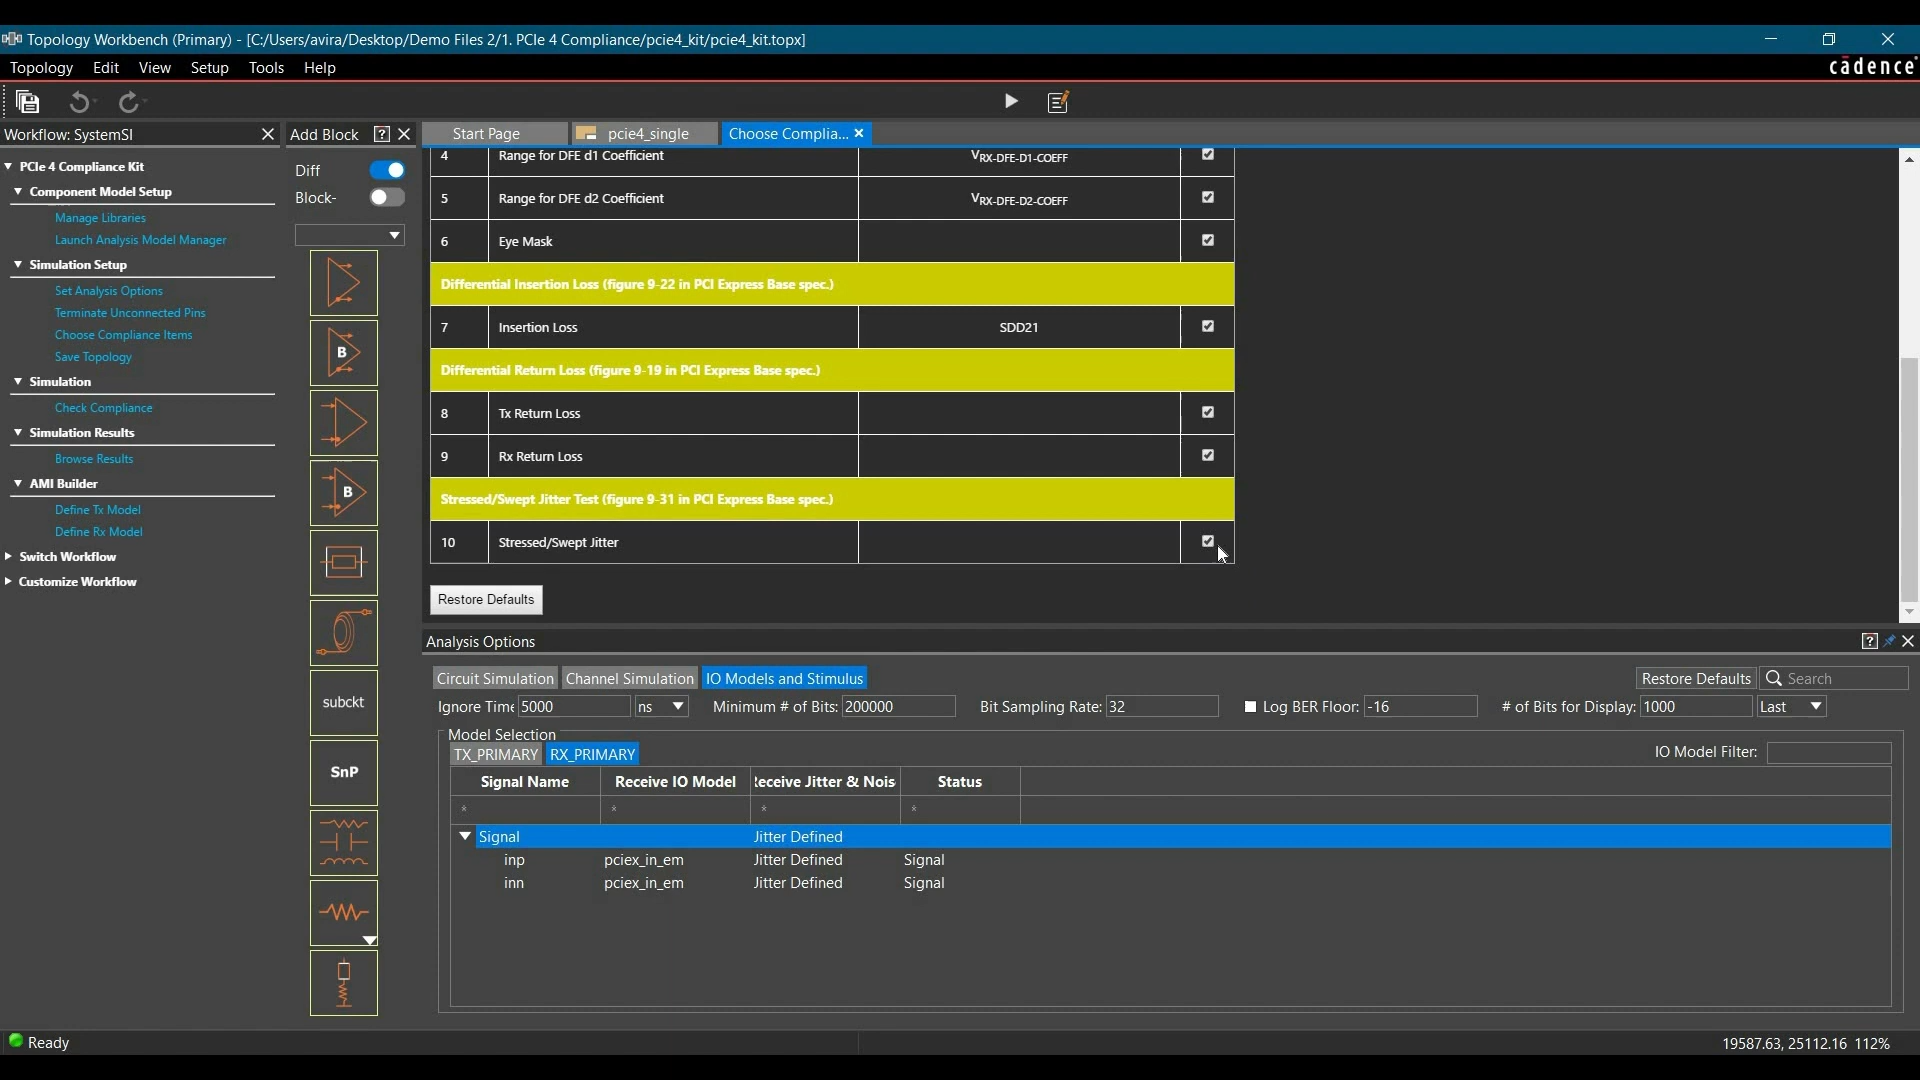 Topology Workbench (Primary) - [C:/Users/avira/Desktop/Demo Files 2/1. PCIe 4 Compliance/pcie4_kit/pcie4_kit.topx]
Topology Edit View Setup Tools Help
cādence
Workflow: SystemSI
Add Block
Start Page
pcie4_single
Choose Complia...
PCIe 4 Compliance Kit
Component Model Setup
Manage Libraries
Launch Analysis Model Manager
Simulation Setup
Set Analysis Options
Terminate Unconnected Pins
Choose Compliance Items
Save Topology
Simulation
Check Compliance
Simulation Results
Browse Results
AMI Builder
Define Tx Model
Define Rx Model
Switch Workflow
Customize Workflow
Diff
Block-
B
B
subckt
SnP
4 Range for DFE d1 Coefficient VRX-DFE-D1-COEFF
5 Range for DFE d2 Coefficient VRX-DFE-D2-COEFF
6 Eye Mask
Differential Insertion Loss (figure 9-22 in PCI Express Base spec.)
7 Insertion Loss SDD21
Differential Return Loss (figure 9-19 in PCI Express Base spec.)
8 Tx Return Loss
9 Rx Return Loss
Stressed/Swept Jitter Test (figure 9-31 in PCI Express Base spec.)
10 Stressed/Swept Jitter
Restore Defaults
Analysis Options
Circuit Simulation Channel Simulation IO Models and Stimulus Restore Defaults Search
Ignore Time 5000 ns Minimum # of Bits: 200000 Bit Sampling Rate: 32 Log BER Floor: -16 # of Bits for Display: 1000 Last
Model Selection
TX_PRIMARY RX_PRIMARY IO Model Filter:
Signal Name Receive IO Model Receive Jitter & Nois Status
* * * *
Signal Jitter Defined
inp pciex_in_em Jitter Defined Signal
inn pciex_in_em Jitter Defined Signal
Ready
19587.63, 25112.16 112%